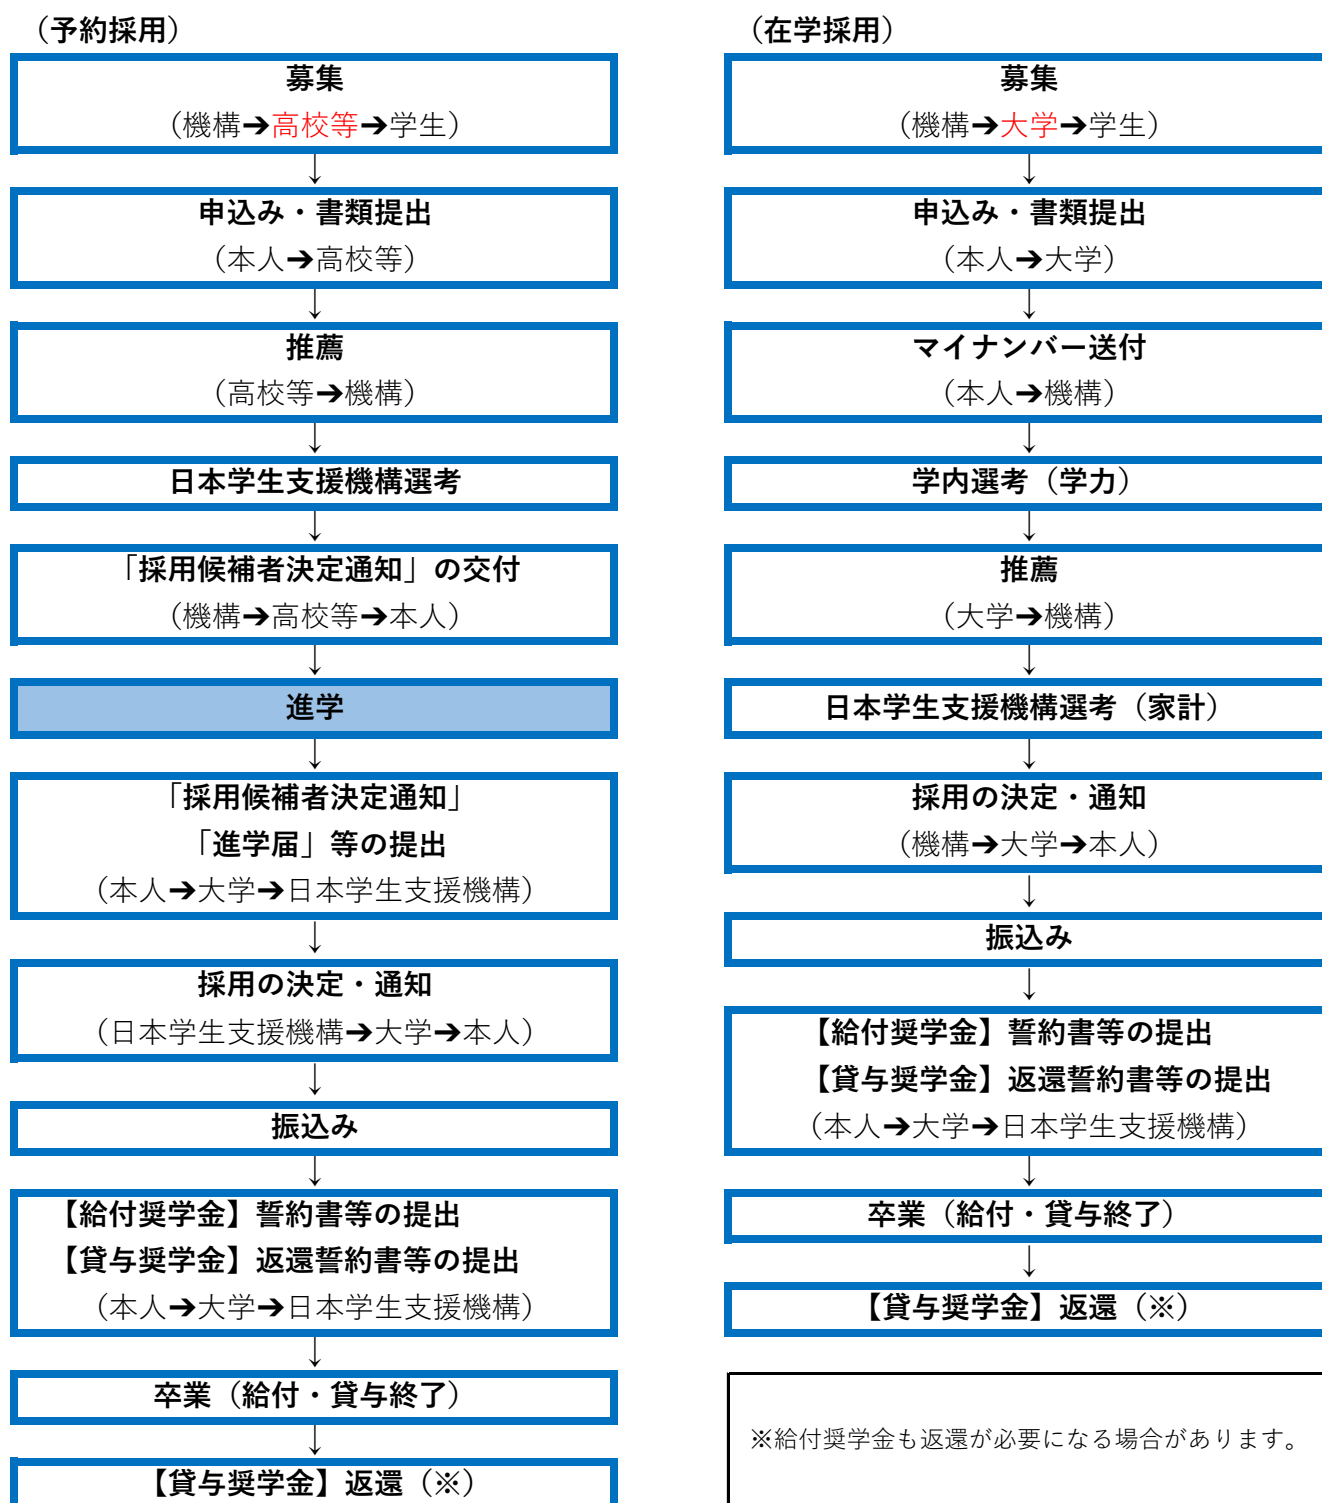 （予約採用）
募集
（機構➔高校等➔学生）
↓
申込み・書類提出
（本人➔高校等）
↓
推薦
（高校等➔機構）
↓
日本学生支援機構選考
↓
「採用候補者決定通知」の交付
（機構➔高校等➔本人）
↓
進学
↓
「採用候補者決定通知」
「進学届」等の提出
（本人➔大学➔日本学生支援機構）
↓
採用の決定・通知
（日本学生支援機構➔大学➔本人）
↓
振込み
↓
【給付奨学金】誓約書等の提出
【貸与奨学金】返還誓約書等の提出
（本人➔大学➔日本学生支援機構）
↓
卒業（給付・貸与終了）
↓
【貸与奨学金】返還（※）
（在学採用）
募集
（機構➔大学➔学生）
↓
申込み・書類提出
（本人➔大学）
↓
マイナンバー送付
（本人➔機構）
↓
学内選考（学力）
↓
推薦
（大学➔機構）
↓
日本学生支援機構選考（家計）
↓
採用の決定・通知
（機構➔大学➔本人）
↓
振込み
↓
【給付奨学金】誓約書等の提出
【貸与奨学金】返還誓約書等の提出
（本人➔大学➔日本学生支援機構）
↓
卒業（給付・貸与終了）
↓
【貸与奨学金】返還（※）
※給付奨学金も返還が必要になる場合があります。